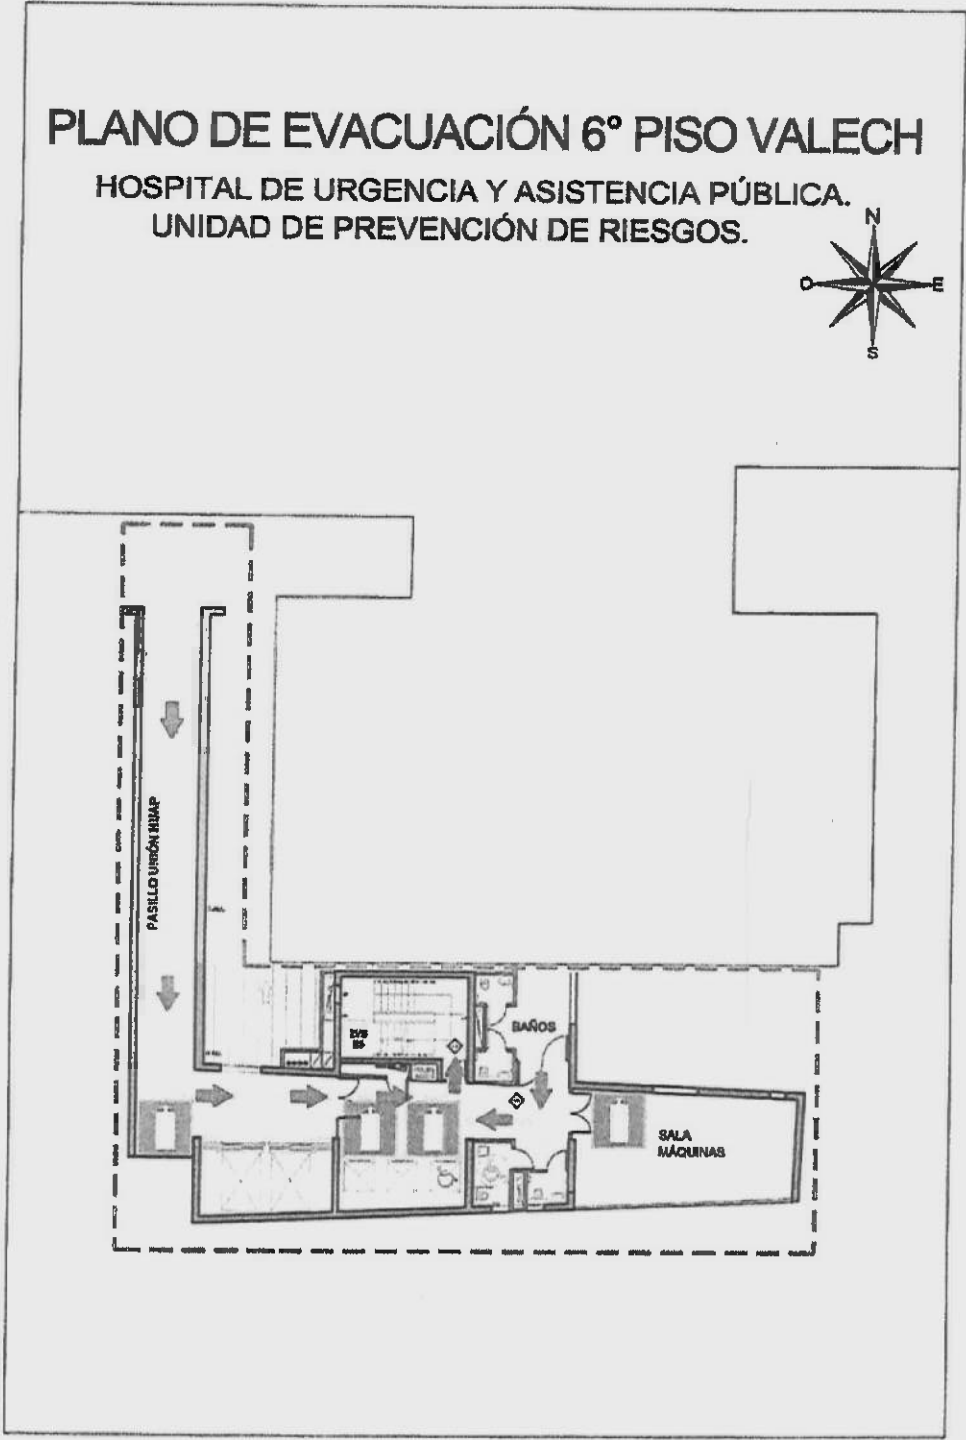 PLANO DE EVACUACIÓN 6º PISO VALECH
HOSPITAL DE URGENCIA Y ASISTENCIA PÚBLICA.
UNIDAD DE PREVENCIÓN DE RIESGOS.
N
O
E
S
PASILLO UNIÓN HUAP
BAÑOS
SALA
MÁQUINAS